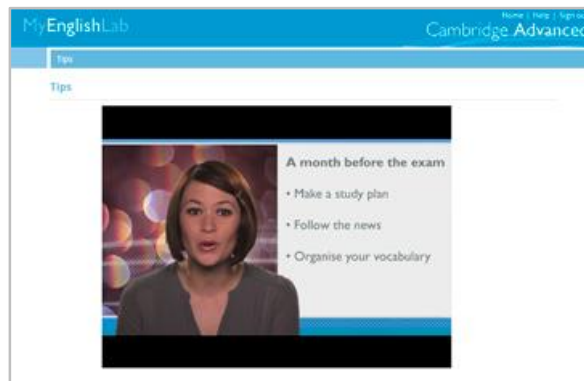 MyEnglishLab
Home | Help | Sign out
Cambridge Advanced
Tips
Tips
A month before the exam
• Make a study plan
• Follow the news
• Organise your vocabulary